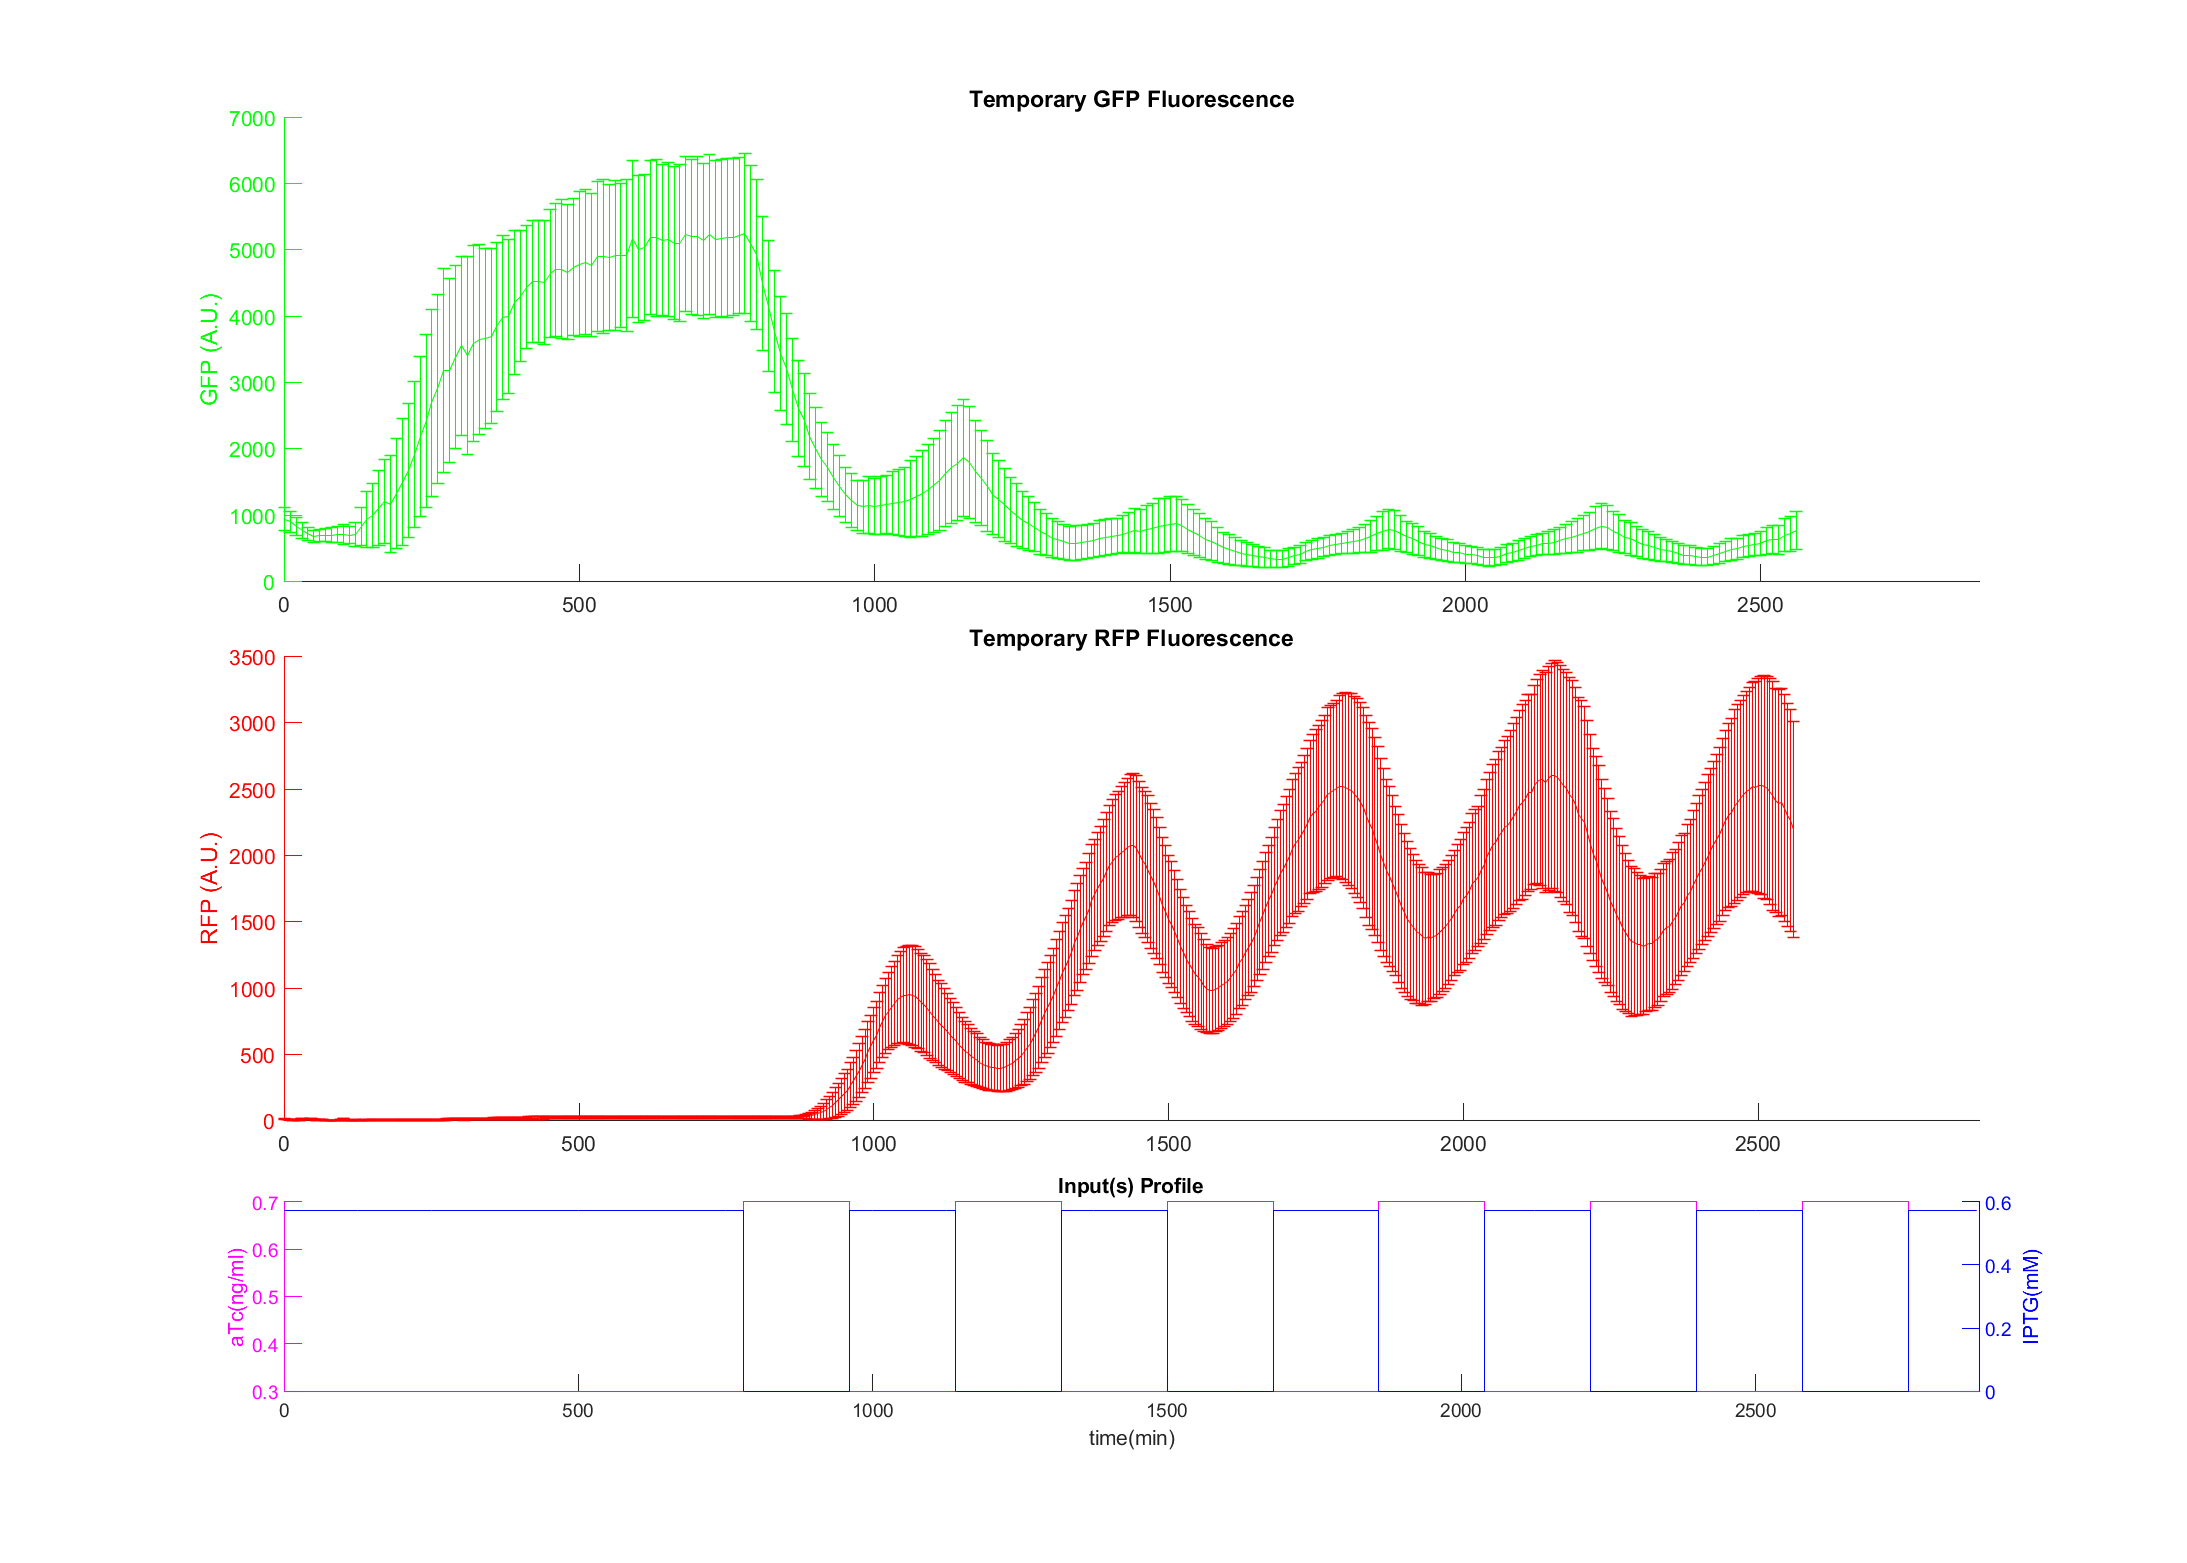 Temporary GFP Fluorescence
7000
6000
5000
4000
3000
2000
1000
0
GFP (A.U.)
0 500 1000 1500 2000 2500
Temporary RFP Fluorescence
3500
3000
2500
2000
1500
1000
500
0
RFP (A.U.)
0 500 1000 1500 2000 2500
Input(s) Profile
0.7
0.6
0.5
0.4
0.3
aTc(ng/ml)
0.6
0.4
0.2
0
IPTG(mM)
0 500 1000 1500 2000 2500
time(min)